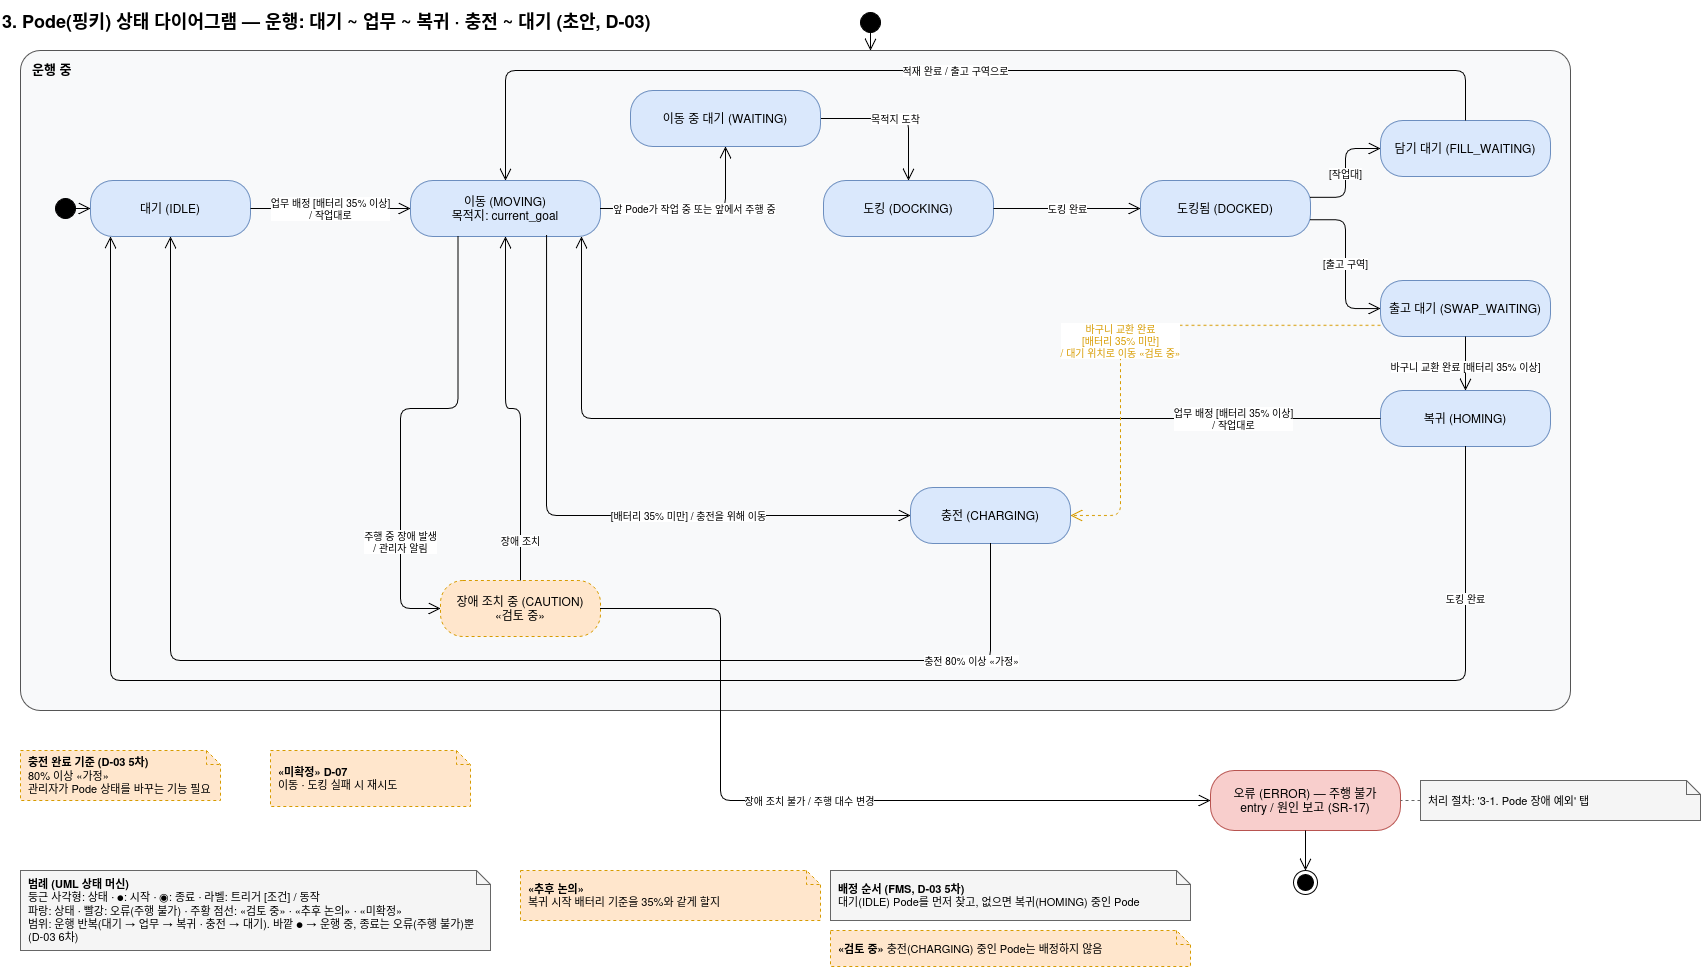 3. Pode(핑키) 상태 다이어그램 — 운행: 대기 ~ 업무 ~ 복귀 · 충전 ~ 대기 (초안, D-03)
운행 중
적재 완료 / 출고 구역으로
이동 중 대기 (WAITING)
목적지 도착
담기 대기 (FILL_WAITING)
[작업대]
대기 (IDLE)
업무 배정 [배터리 35% 이상]
/ 작업대로
이동 (MOVING)
목적지: current_goal
앞 Pode가 작업 중 또는 앞에서 주행 중
도킹 (DOCKING)
도킹 완료
도킹됨 (DOCKED)
[출고 구역]
출고 대기 (SWAP_WAITING)
바구니 교환 완료
[배터리 35% 미만]
/ 대기 위치로 이동 «검토 중»
바구니 교환 완료 [배터리 35% 이상]
업무 배정 [배터리 35% 이상]
/ 작업대로
복귀 (HOMING)
[배터리 35% 미만] / 충전을 위해 이동
충전 (CHARGING)
주행 중 장애 발생
/ 관리자 알림
장애 조치
장애 조치 중 (CAUTION)
«검토 중»
도킹 완료
충전 80% 이상 «가정»
충전 완료 기준 (D-03 5차)
80% 이상 «가정»
관리자가 Pode 상태를 바꾸는 기능 필요
«미확정» D-07
이동 · 도킹 실패 시 재시도
장애 조치 불가 / 주행 대수 변경
오류 (ERROR) — 주행 불가
entry / 원인 보고 (SR-17)
처리 절차: '3-1. Pode 장애 예외' 탭
범례 (UML 상태 머신)
둥근 사각형: 상태 · ●: 시작 · ◉: 종료 · 라벨: 트리거 [조건] / 동작
파랑: 상태 · 빨강: 오류(주행 불가) · 주황 점선: «검토 중» · «추후 논의» · «미확정»
범위: 운행 반복(대기 → 업무 → 복귀 · 충전 → 대기). 바깥 ● → 운행 중, 종료는 오류(주행 불가)뿐
(D-03 6차)
«추후 논의»
복귀 시작 배터리 기준을 35%와 같게 할지
배정 순서 (FMS, D-03 5차)
대기(IDLE) Pode를 먼저 찾고, 없으면 복귀(HOMING) 중인 Pode
«검토 중» 충전(CHARGING) 중인 Pode는 배정하지 않음